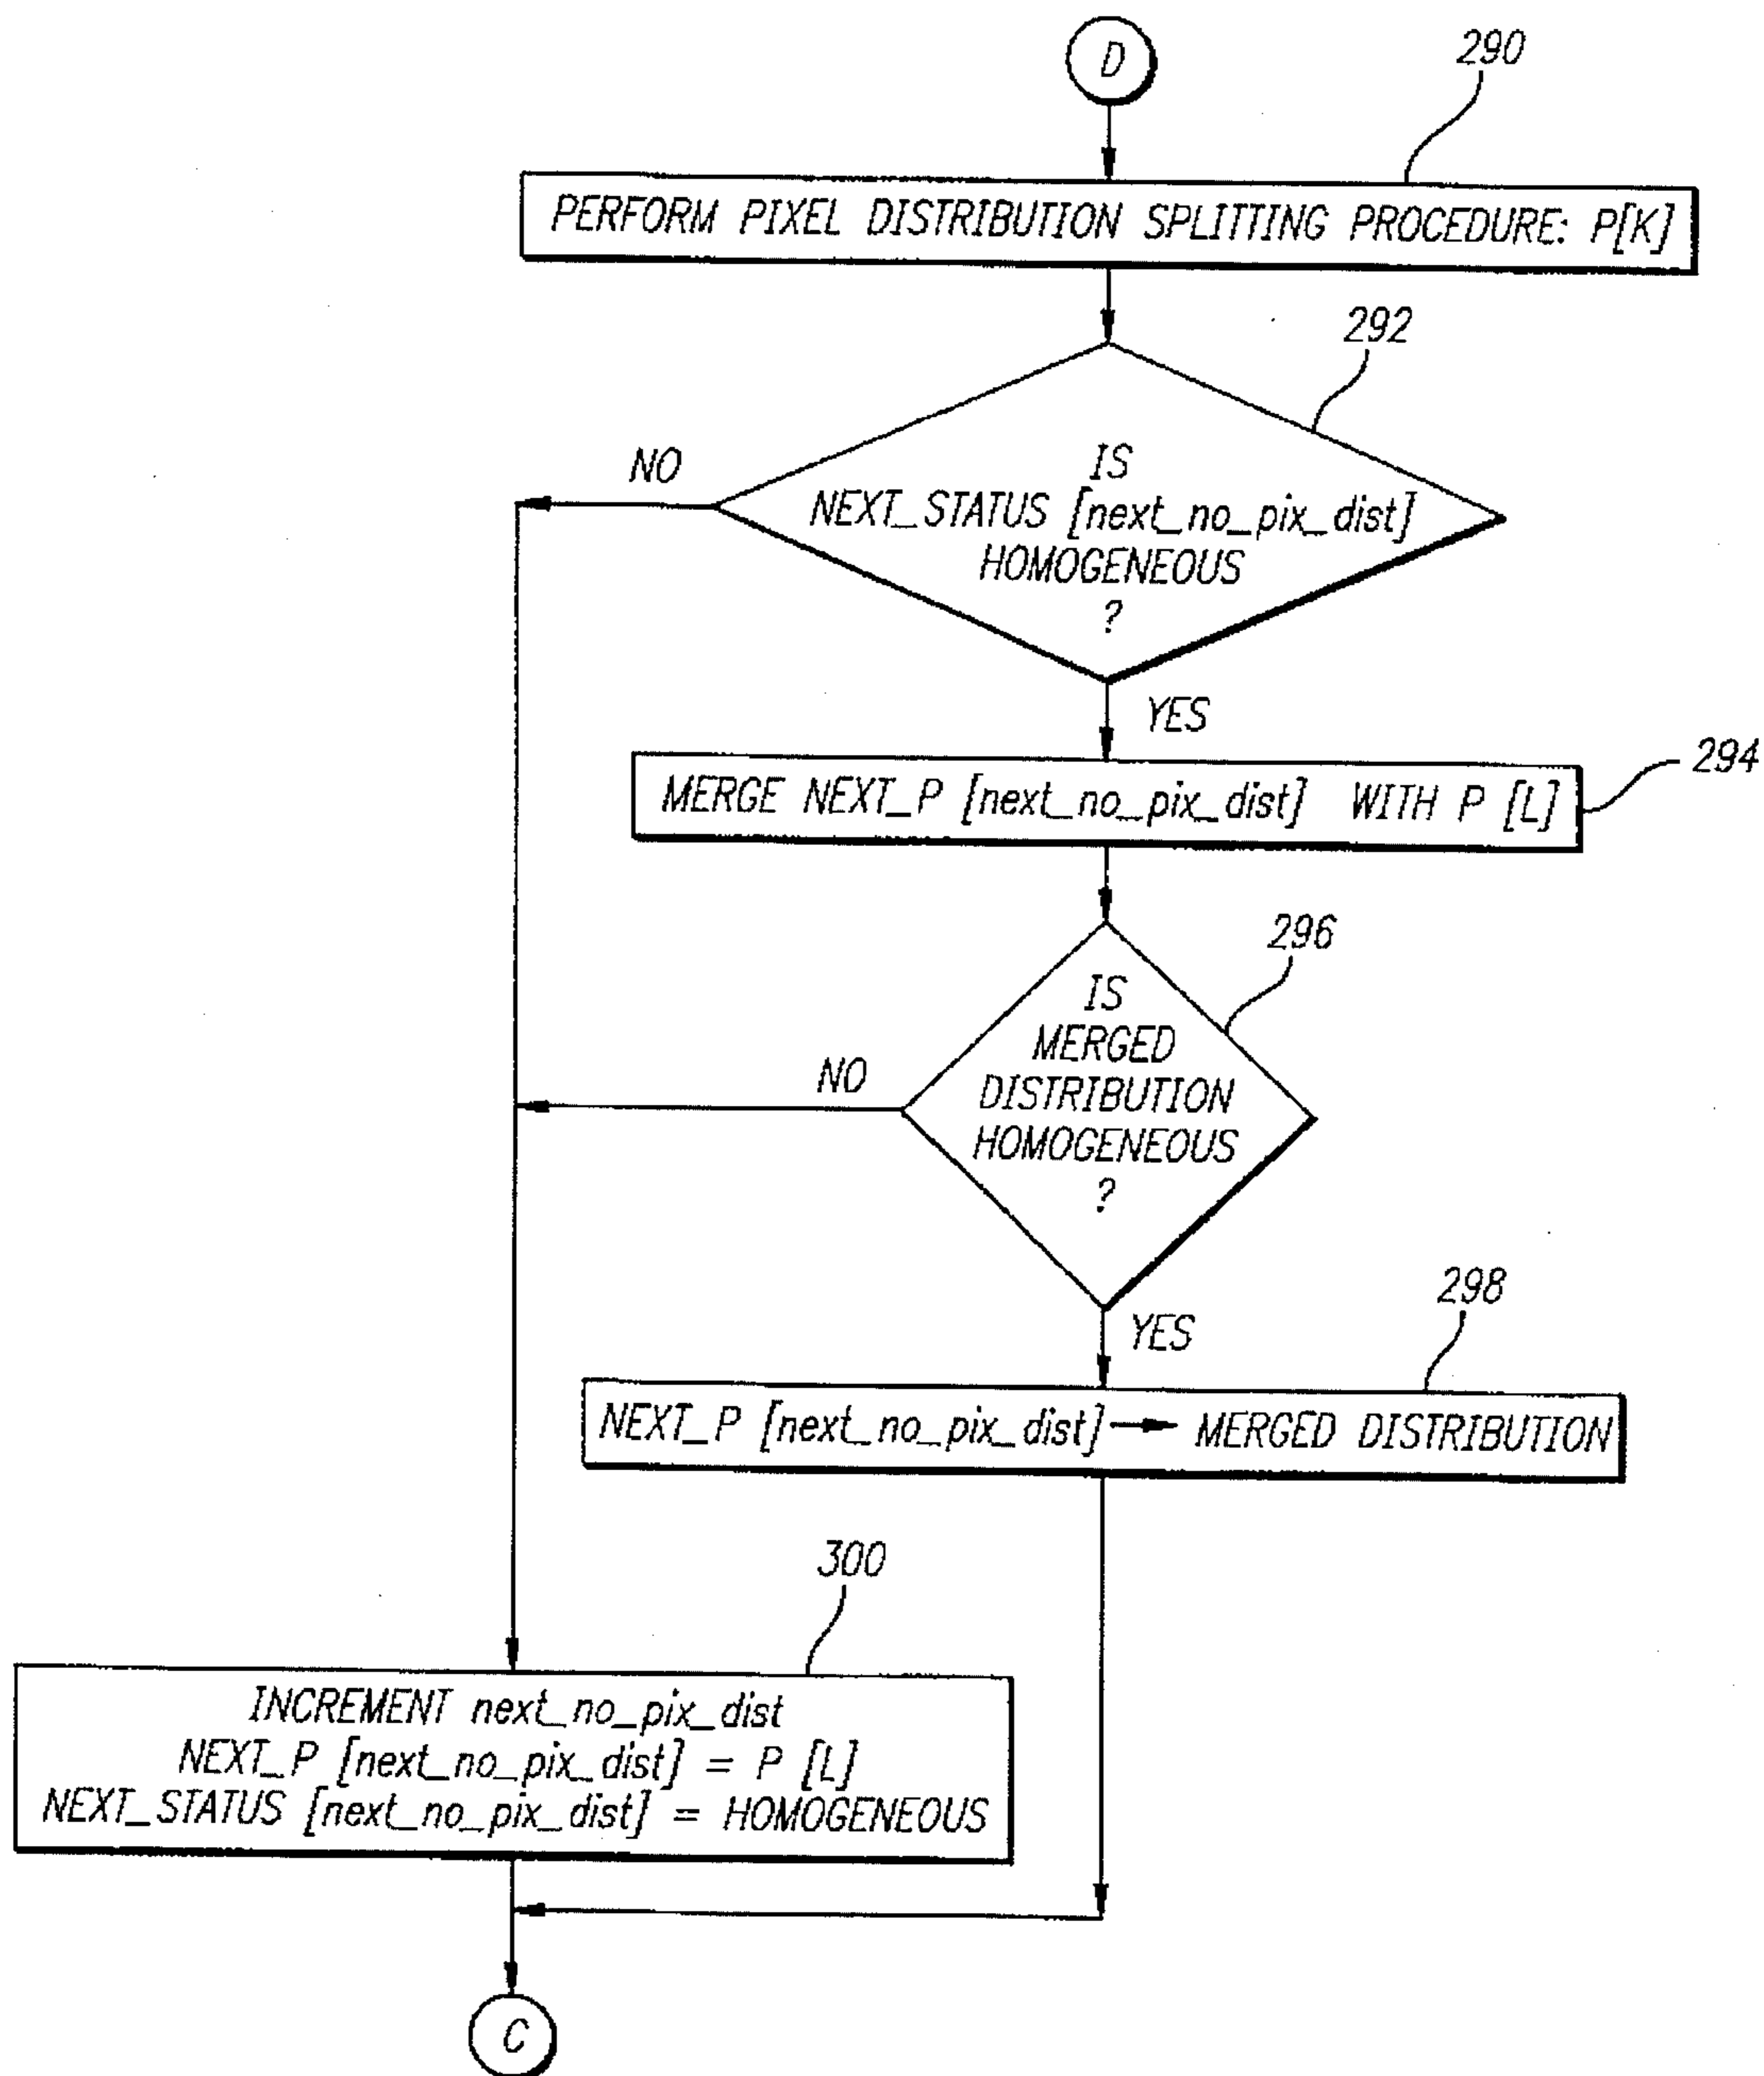 D
290
PERFORM PIXEL DISTRIBUTION SPLITTING PROCEDURE: P[K]
292
NO
IS
NEXT_STATUS [next_no_pix_dist]
HOMOGENEOUS
?
YES
294
MERGE NEXT_P [next_no_pix_dist] WITH P [L]
296
NO
IS
MERGED
DISTRIBUTION
HOMOGENEOUS
?
YES
298
NEXT_P [next_no_pix_dist] → MERGED DISTRIBUTION
300
INCREMENT next_no_pix_dist
NEXT_P [next_no_pix_dist] = P [L]
NEXT_STATUS [next_no_pix_dist] = HOMOGENEOUS
C